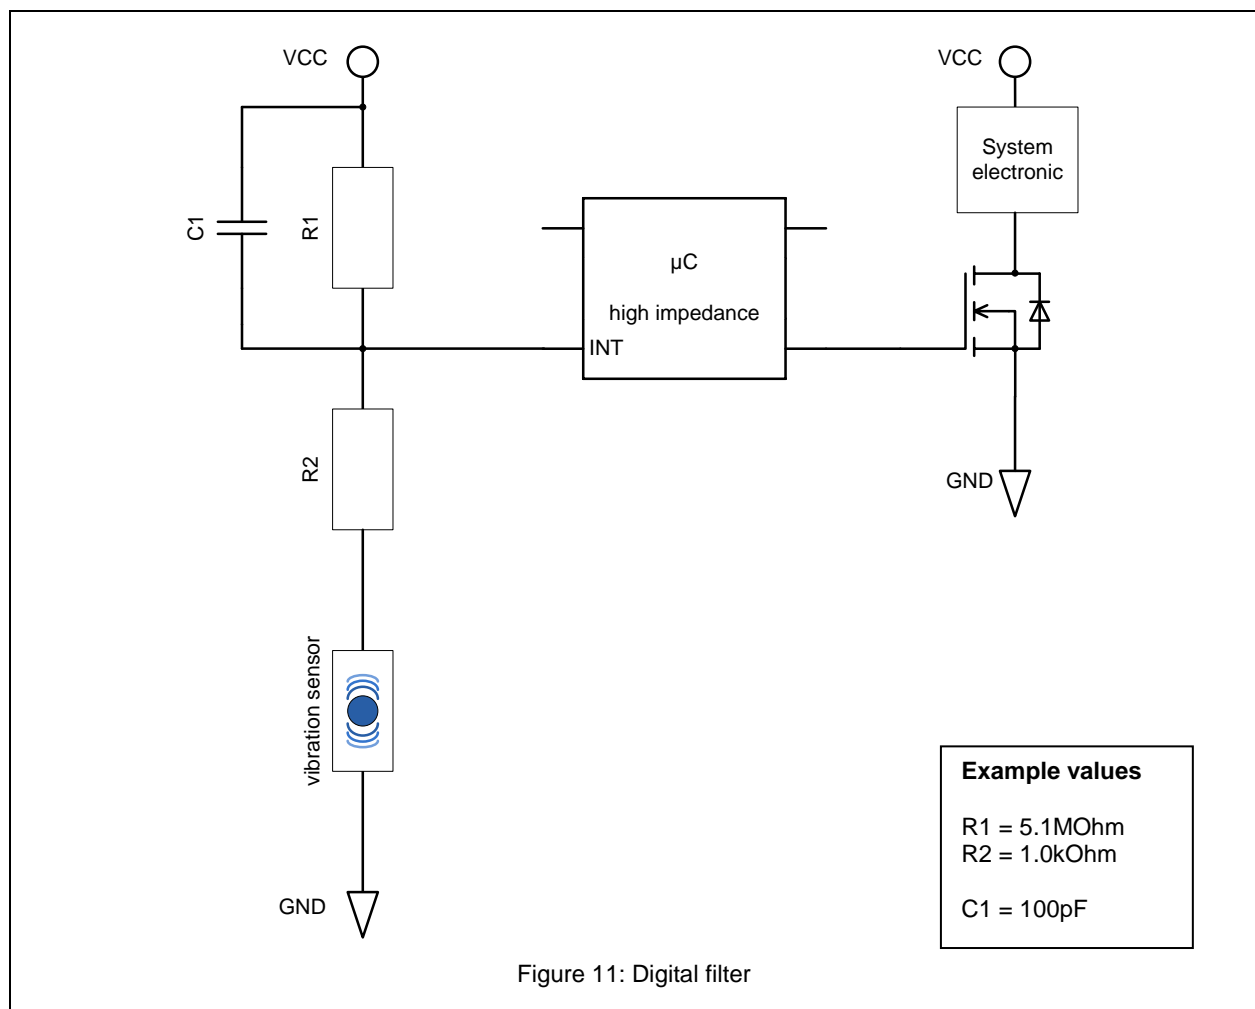 VCC
VCC
System
electronic
C1
R1
µC
high impedance
INT
R2
GND
vibration sensor
GND
Example values
R1 = 5.1MOhm
R2 = 1.0kOhm
C1 = 100pF
Figure 11: Digital filter